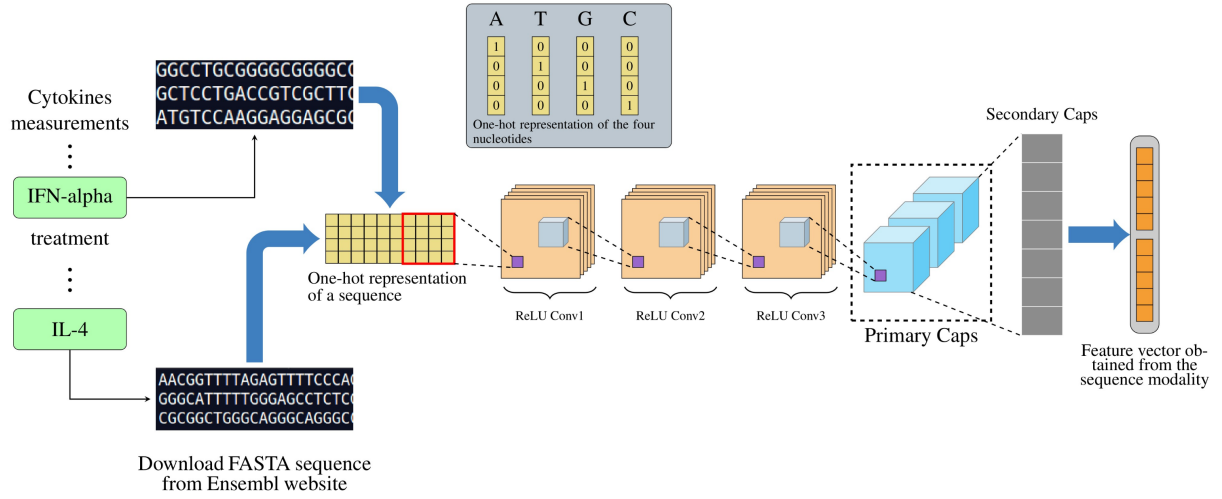 Cytokines
measurements
IFN-alpha
treatment
IL-4
GGCCTGCGGGGCGGGGCC
GCTCCTGACCGTCGCTTC
ATGTCCAAGGAGGAGCGC
AACGGTTTTAGAGTTTTCCCAG
GGGCATTTTTGGGAGCCTCTCC
CGCGGCTGGGCAGGGCAGGGCC
Download FASTA sequence
from Ensembl website
A T G C
1 0 0 0
0 1 0 0
0 0 1 0
0 0 0 1
One-hot representation of the four
nucleotides
One-hot representation
of a sequence
ReLU Conv1
ReLU Conv2
ReLU Conv3
Primary Caps
Secondary Caps
Feature vector ob-
tained from the
sequence modality